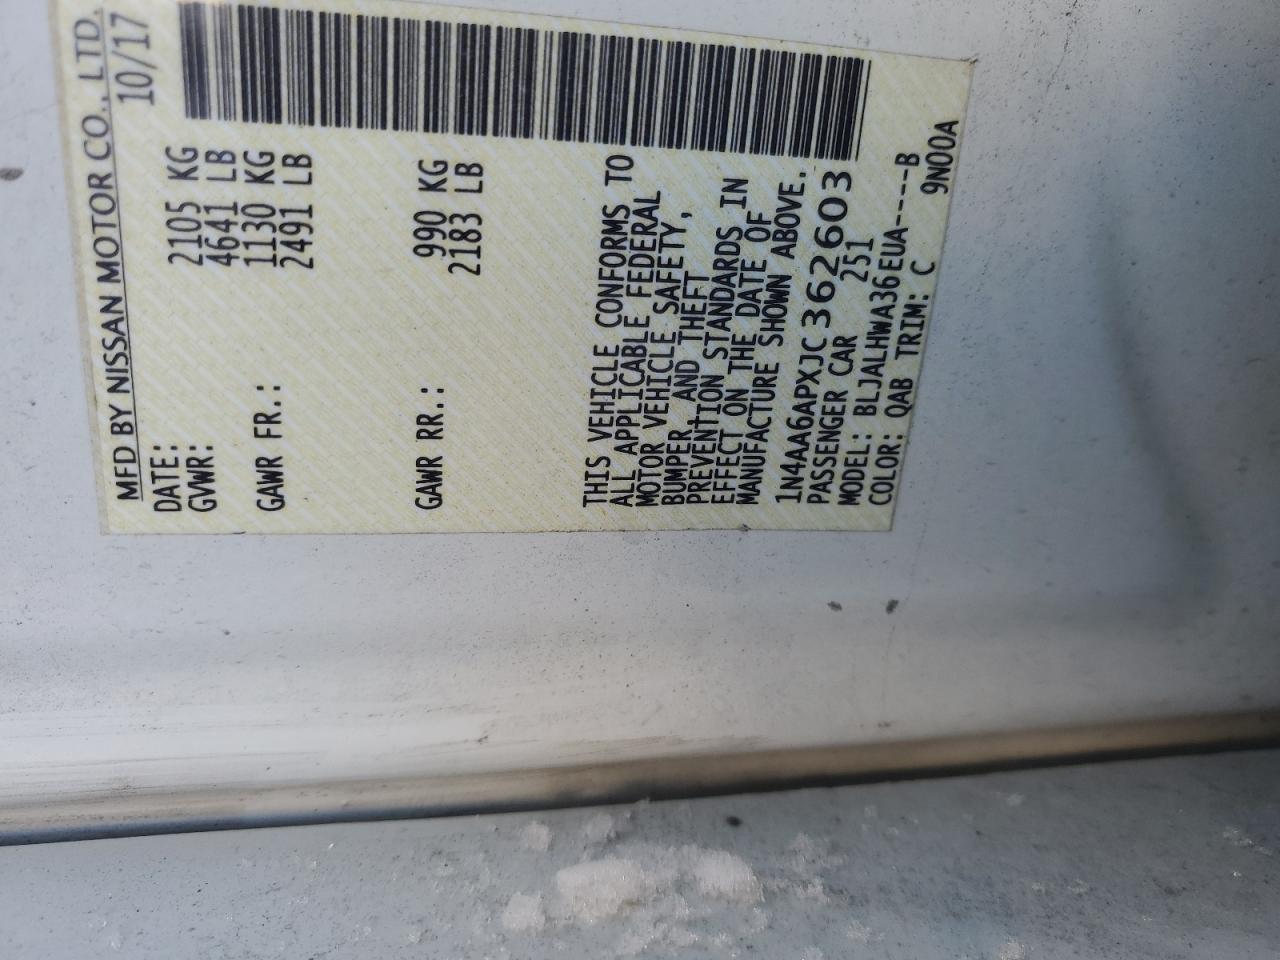 MFD BY NISSAN MOTOR CO., LTD.
DATE: 10/17
GVWR: 2105 KG
4641 LB
GAWR FR.: 1130 KG
2491 LB
GAWR RR.: 990 KG
2183 LB
THIS VEHICLE CONFORMS TO
ALL APPLICABLE FEDERAL
MOTOR VEHICLE SAFETY,
BUMPER, AND THEFT
PREVENTION STANDARDS IN
EFFECT ON THE DATE OF
MANUFACTURE SHOWN ABOVE.
1N4AA6APXJC362603
PASSENGER CAR 251
MODEL: BLJALHWA36EUA-----B
COLOR: QAB TRIM: C 9N00A